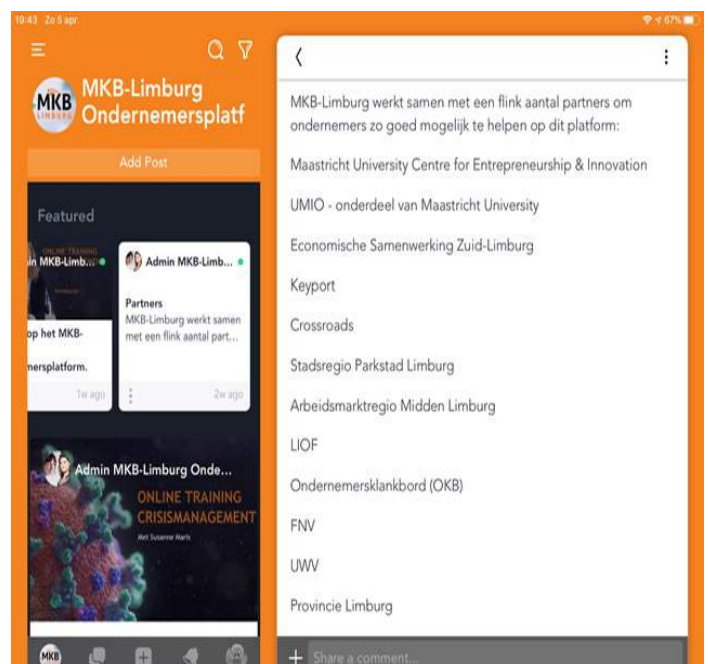 19:43 Zo 5 apr.
67%
MKB
LIMBURG
MKB-Limburg
Ondernemersplatf
Add Post
Featured
ONLINE TRAINING
in MKB-Limb...
op het MKB-
nersplatform.
1w ago
Admin MKB-Limb...
Partners
MKB-Limburg werkt samen
met een flink aantal part...
2w ago
Admin MKB-Limburg Onde...
ONLINE TRAINING
CRISISMANAGEMENT
Met Susanne Maris
MKB
MKB-Limburg werkt samen met een flink aantal partners om
ondernemers zo goed mogelijk te helpen op dit platform:
Maastricht University Centre for Entrepreneurship & Innovation
UMIO - onderdeel van Maastricht University
Economische Samenwerking Zuid-Limburg
Keyport
Crossroads
Stadsregio Parkstad Limburg
Arbeidsmarktregio Midden Limburg
LIOF
Ondernemersklankbord (OKB)
FNV
UWV
Provincie Limburg
Share a comment...